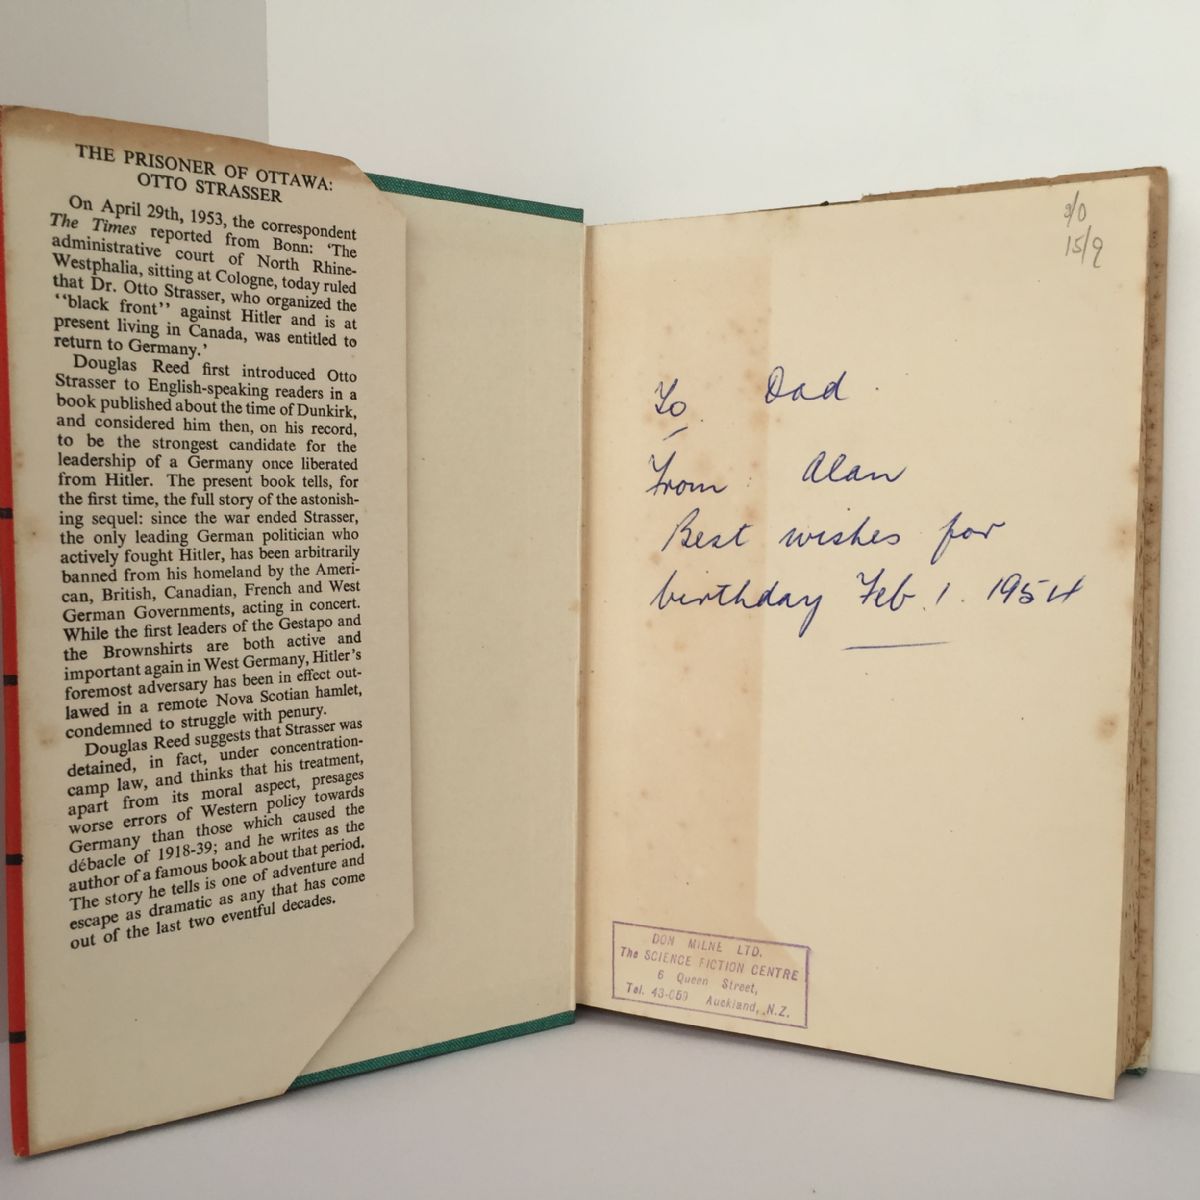 THE PRISONER OF OTTAWA:
OTTO STRASSER
On April 29th, 1953, the correspondent
The Times reported from Bonn: ‘The
administrative court of North Rhine-
Westphalia, sitting at Cologne, today ruled
that Dr. Otto Strasser, who organized the
“black front” against Hitler and is at
present living in Canada, was entitled to
return to Germany.’
Douglas Reed first introduced Otto
Strasser to English-speaking readers in a
book published about the time of Dunkirk,
and considered him then, on his record,
to be the strongest candidate for the
leadership of a Germany once liberated
from Hitler. The present book tells, for
the first time, the full story of the astonish-
ing sequel: since the war ended Strasser,
the only leading German politician who
actively fought Hitler, has been arbitrarily
banned from his homeland by the Ameri-
can, British, Canadian, French and West
German Governments, acting in concert.
While the first leaders of the Gestapo and
the Brownshirts are both active and
important again in West Germany, Hitler’s
foremost adversary has been in effect out-
lawed in a remote Nova Scotian hamlet,
condemned to struggle with penury.
Douglas Reed suggests that Strasser was
detained, in fact, under concentration-
camp law, and thinks that his treatment,
apart from its moral aspect, presages
worse errors of Western policy towards
Germany than those which caused the
débacle of 1918-39; and he writes as the
author of a famous book about that period.
The story he tells is one of adventure and
escape as dramatic as any that has come
out of the last two eventful decades.
15/9
To Dad.
From: Alan
Best wishes for
birthday Feb. 1. 1954
DON MILNE LTD.
The SCIENCE FICTION CENTRE
6 Queen Street,
Tel. 43-059 Auckland, N.Z.